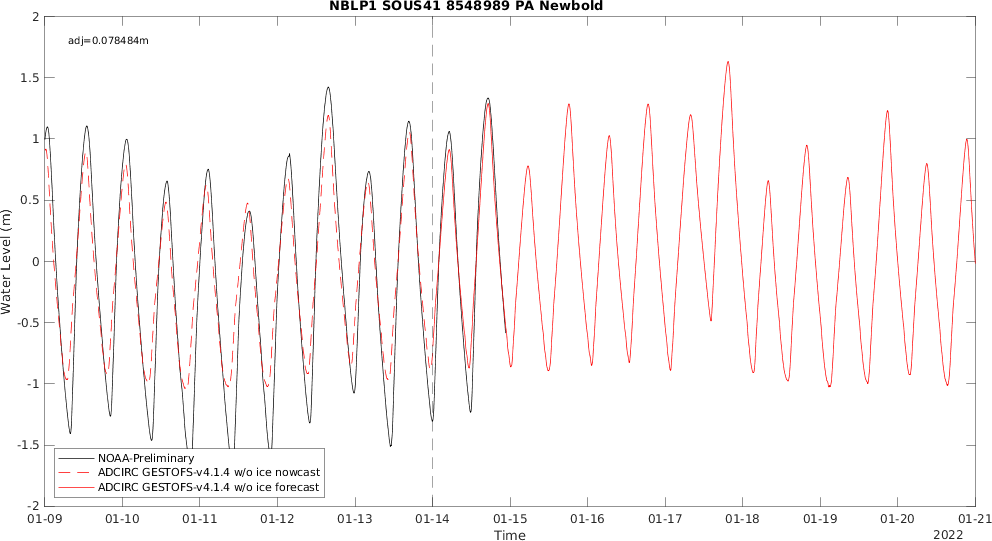 NBLP1 SOUS41 8548989 PA Newbold
adj=0.078484m
2
1.5
1
0.5
0
-0.5
-1
-1.5
-2
Water Level (m)
NOAA-Preliminary
ADCIRC GESTOFS-v4.1.4 w/o ice nowcast
ADCIRC GESTOFS-v4.1.4 w/o ice forecast
01-09 01-10 01-11 01-12 01-13 01-14 01-15 01-16 01-17 01-18 01-19 01-20 01-21
Time
2022